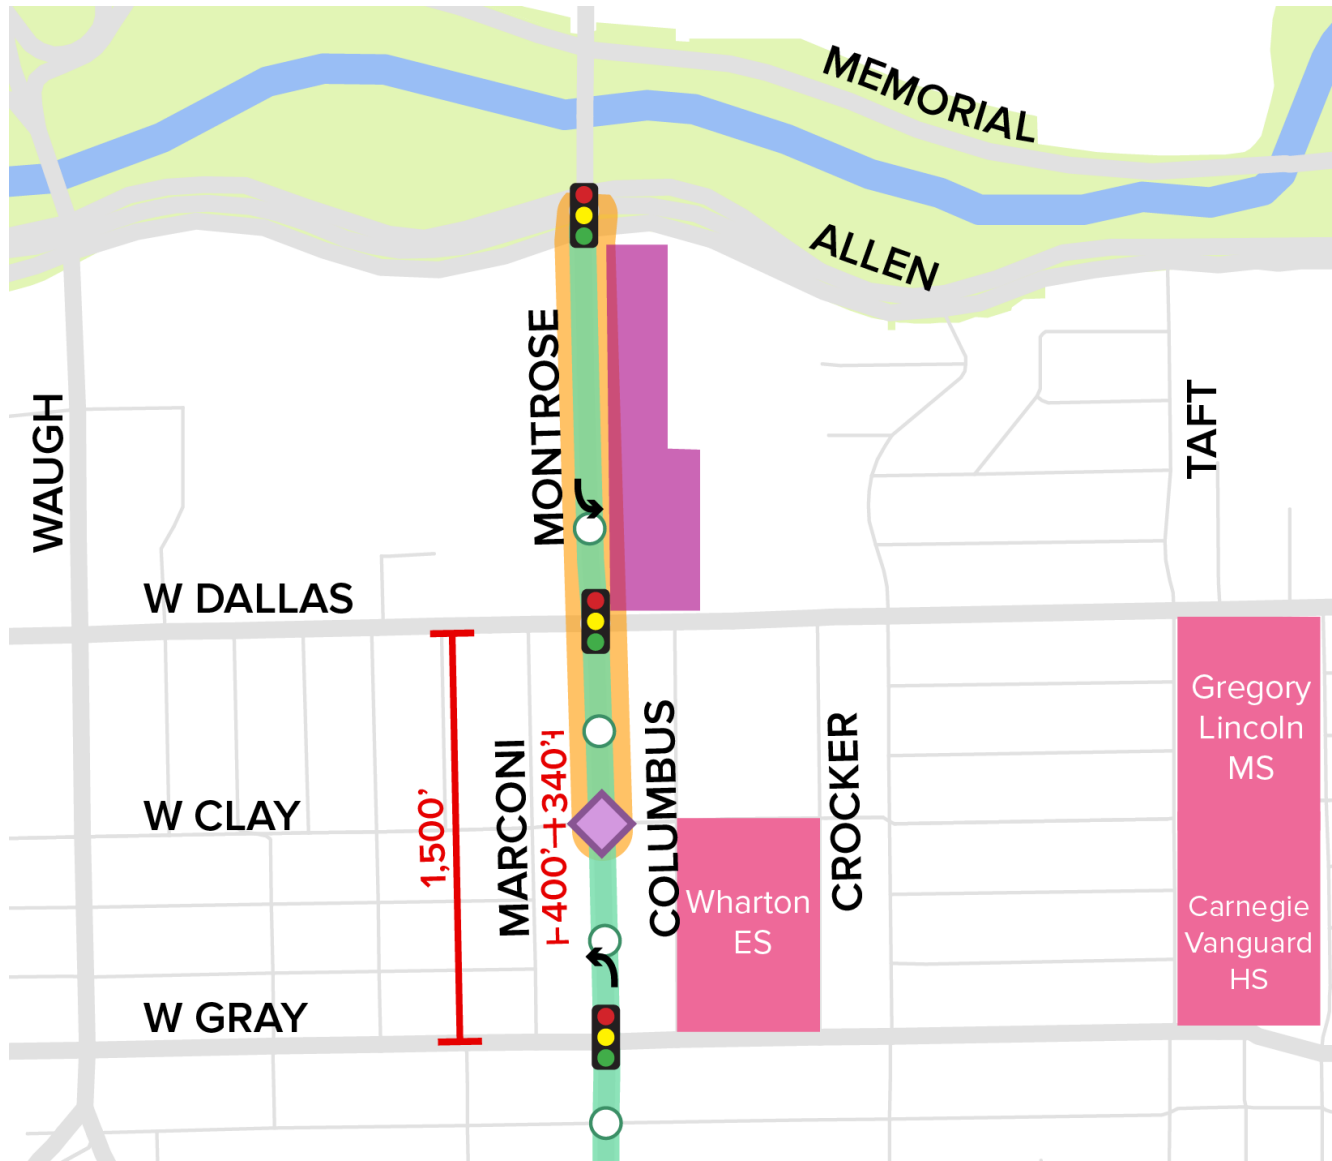 MEMORIAL
ALLEN
MONTROSE
WAUGH
TAFT
W DALLAS
Gregory
Lincoln
MS
COLUMBUS
CROCKER
MARCONI
340'
1,500'
W CLAY
400'
Wharton
ES
Carnegie
Vanguard
HS
W GRAY